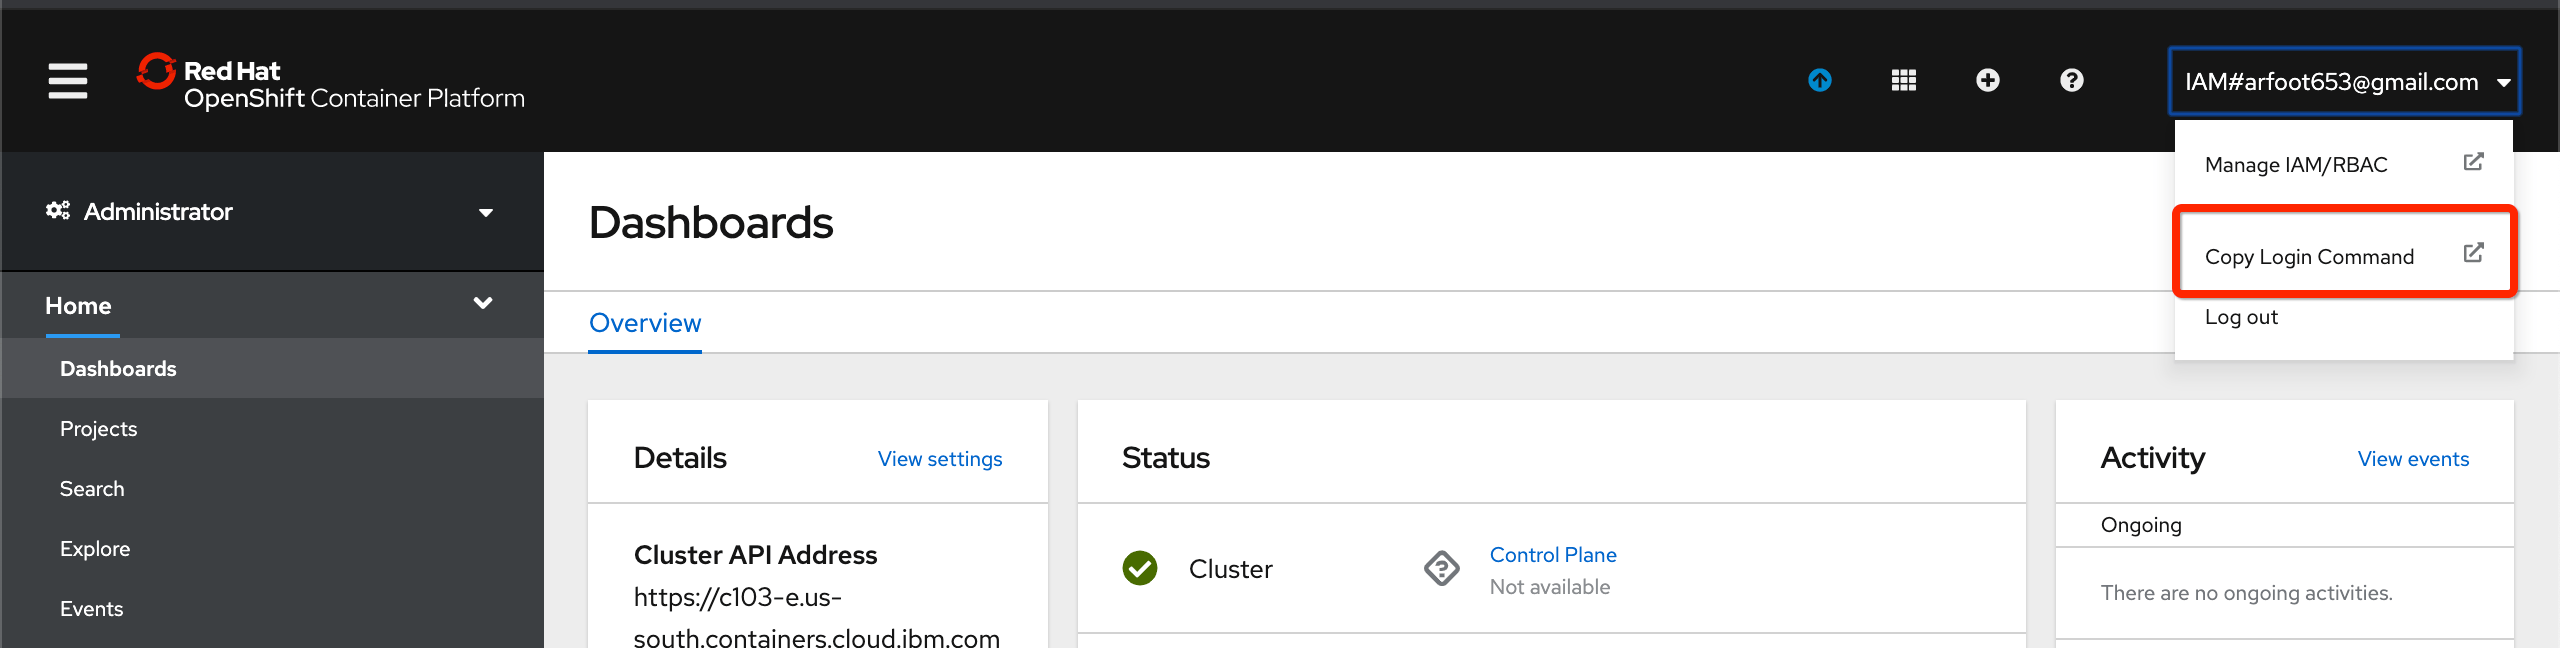 Red Hat
OpenShift Container Platform
IAM#arfoot653@gmail.com
Manage IAM/RBAC
Copy Login Command
Log out
Administrator
Home
Dashboards
Projects
Search
Explore
Events
Dashboards
Overview
Details
View settings
Cluster API Address
https://c103-e.us-
south.containers.cloud.ibm.com
Status
Cluster
Control Plane
Not available
Activity
View events
Ongoing
There are no ongoing activities.